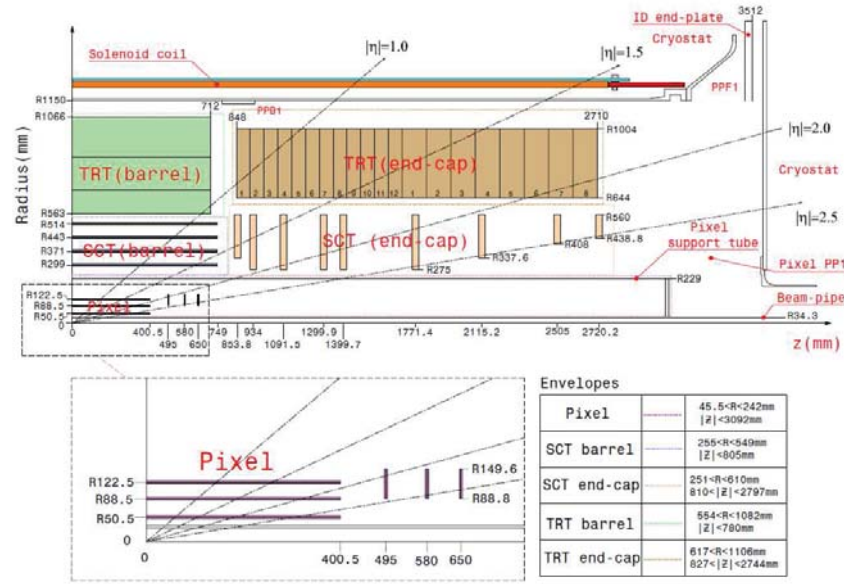 3512
ID end-plate
Cryostat
PPF1
|η|=1.0
|η|=1.5
Solenoid coil
R1150
R1066
712
PPB1
848
2710
R1004
|η|=2.0
TRT(barrel)
TRT(end-cap)
1 2 3 4 5 6 7 8 9 10 11 12 1 2 3 4 5 6 7 8
Cryostat
Radius(mm)
R644
R563
R514
R443
R371
R299
SCT(barrel)
SCT (end-cap)
R560
R438.8
R408
R337.6
R275
|η|=2.5
Pixel
support tube
Pixel PP1
R229
R122.5
R88.5
R50.5
Pixel
Beam-pipe
R34.3
0
0
400.5 580 749 934 1299.9 1771.4 2115.2 2505 2720.2
495 650 853.8 1091.5 1399.7
z(mm)
Pixel
R122.5
R88.5
R50.5
0
R149.6
R88.8
0
400.5 495 580 650
Envelopes
Pixel
45.5<R<242mm
|Z|<3092mm
SCT barrel
255<R<549mm
|Z|<805mm
SCT end-cap
251<R<610mm
810<|Z|<2797mm
TRT barrel
554<R<1082mm
|Z|<780mm
TRT end-cap
617<R<1106mm
827<|Z|<2744mm